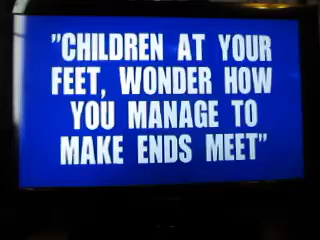 "CHILDREN AT YOUR
FEET, WONDER HOW
YOU MANAGE TO
MAKE ENDS MEET"